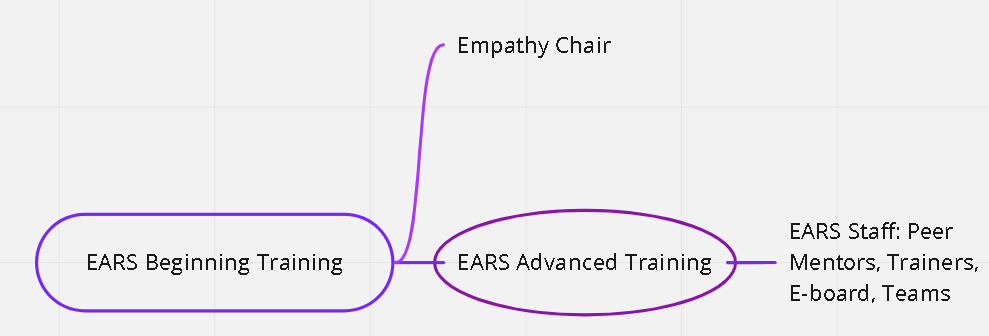 Empathy Chair
EARS Beginning Training
EARS Advanced Training
EARS Staff: Peer
Mentors, Trainers,
E-board, Teams